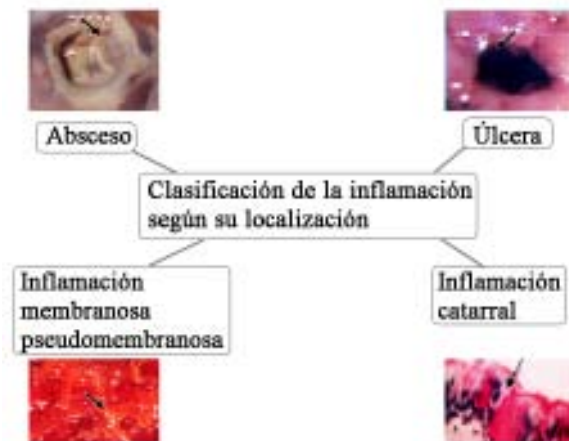 Absceso
Úlcera
Clasificación de la inflamación
según su localización
Inflamación
membranosa
pseudomembranosa
Inflamación
catarral